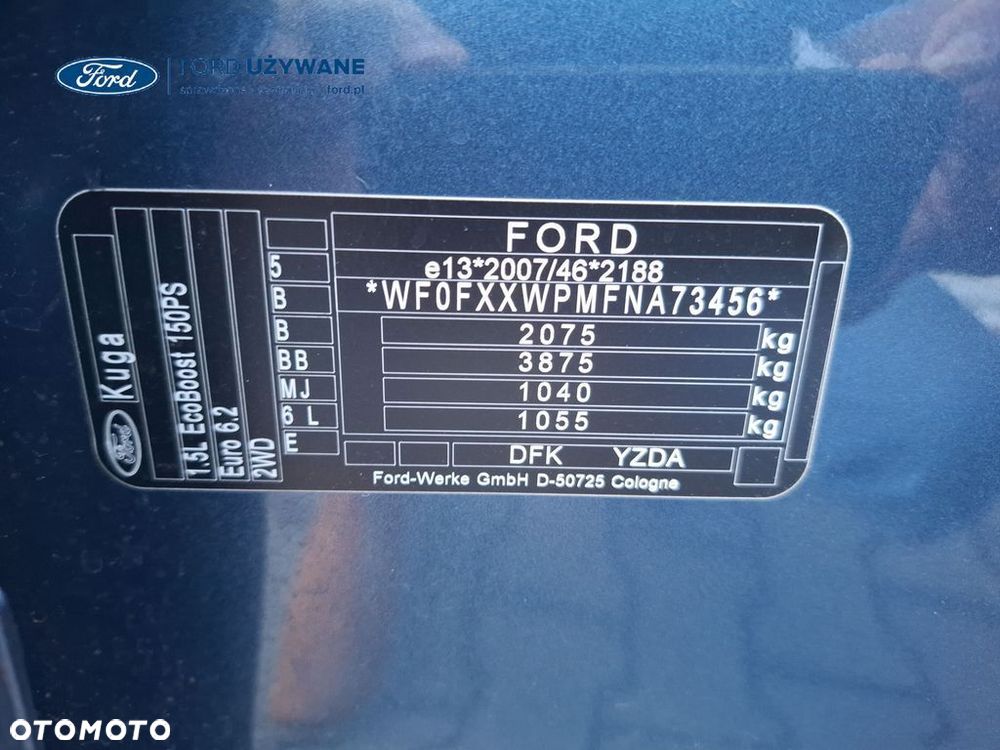 Ford
FORD UŻYWANE
ford.pl
FORD
e13*2007/46*2188
*WF0FXXWPMFNA73456*
2075 kg
3875 kg
1040 kg
1055 kg
DFK YZDA
Ford-Werke GmbH D-50725 Cologne
5
B
B
BB
MJ
6 L
E
Ford Kuga
1.5L EcoBoost 150PS
Euro 6.2
2WD
OTOMOTO